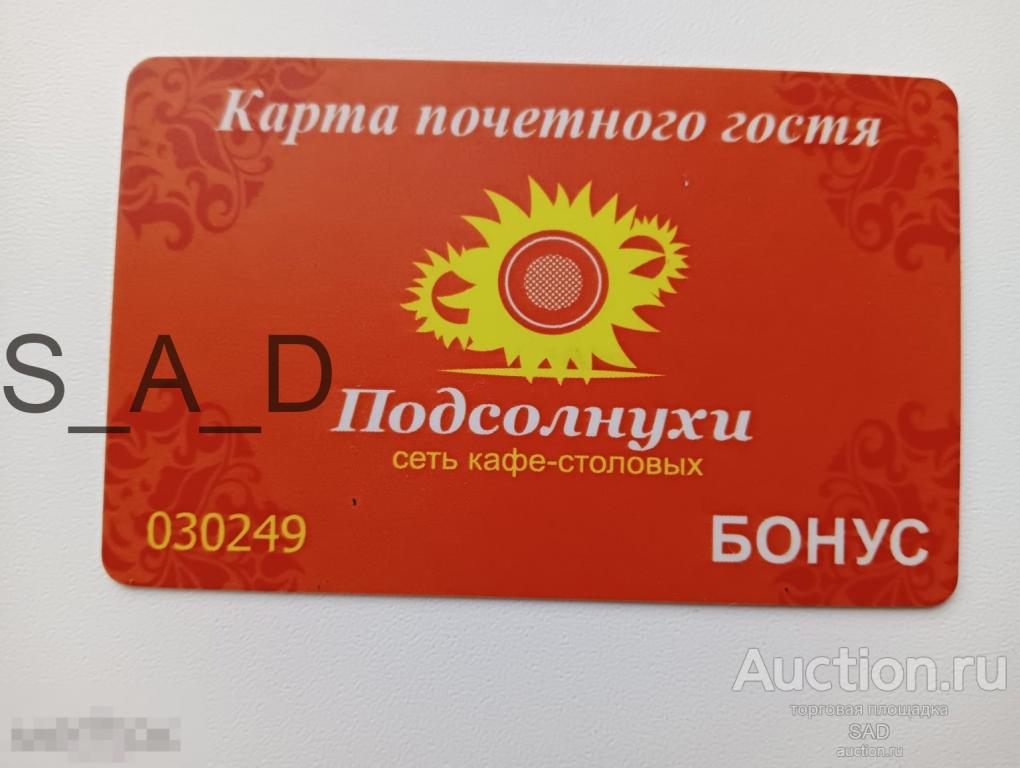 Карта почетного гостя
S_A_D
Подсолнухи
сеть кафе-столовых
030249
БОНУС
Auction.ru
торговая площадка
SAD
auction.ru